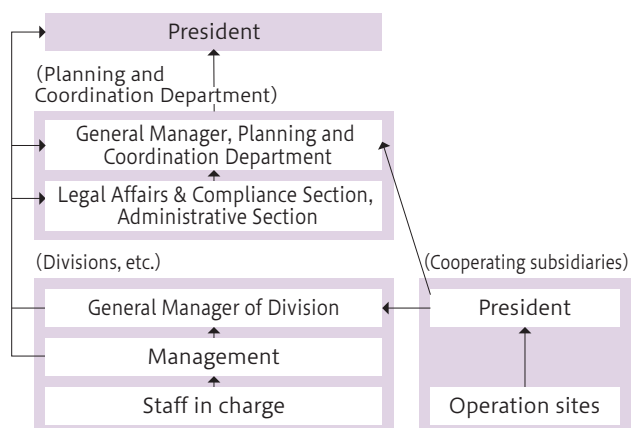 President
(Planning and
Coordination Department)
General Manager, Planning and
Coordination Department
Legal Affairs & Compliance Section,
Administrative Section
(Divisions, etc.)
General Manager of Division
Management
Staff in charge
(Cooperating subsidiaries)
President
Operation sites